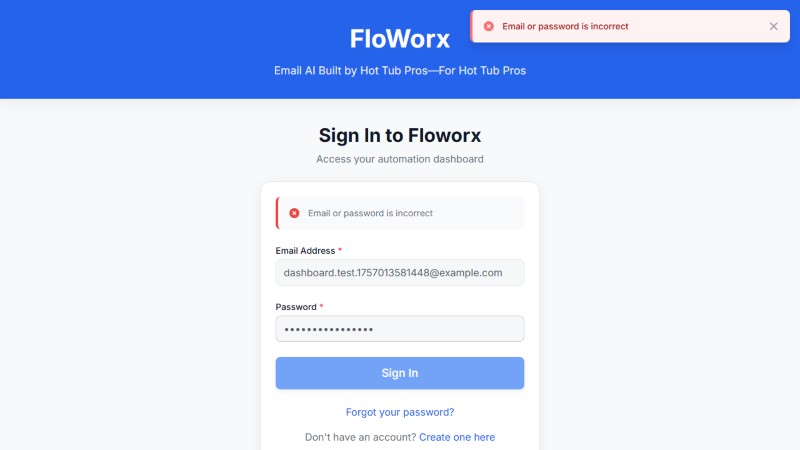 FloWorx
Email or password is incorrect
Email AI Built by Hot Tub Pros—For Hot Tub Pros
Sign In to Floworx
Access your automation dashboard
Email or password is incorrect
Email Address *
dashboard.test.1757013581448@example.com
Password *
••••••••••••••••
Sign In
Forgot your password?
Don't have an account? Create one here